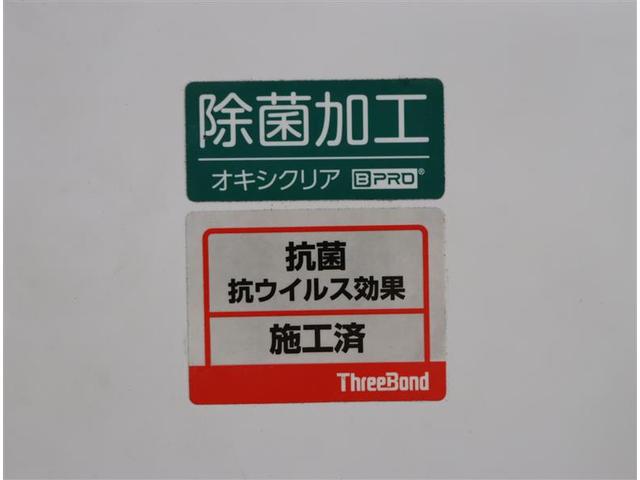 除菌加工
オキシクリア BPRO®
抗菌
抗ウイルス効果
施工済
ThreeBond